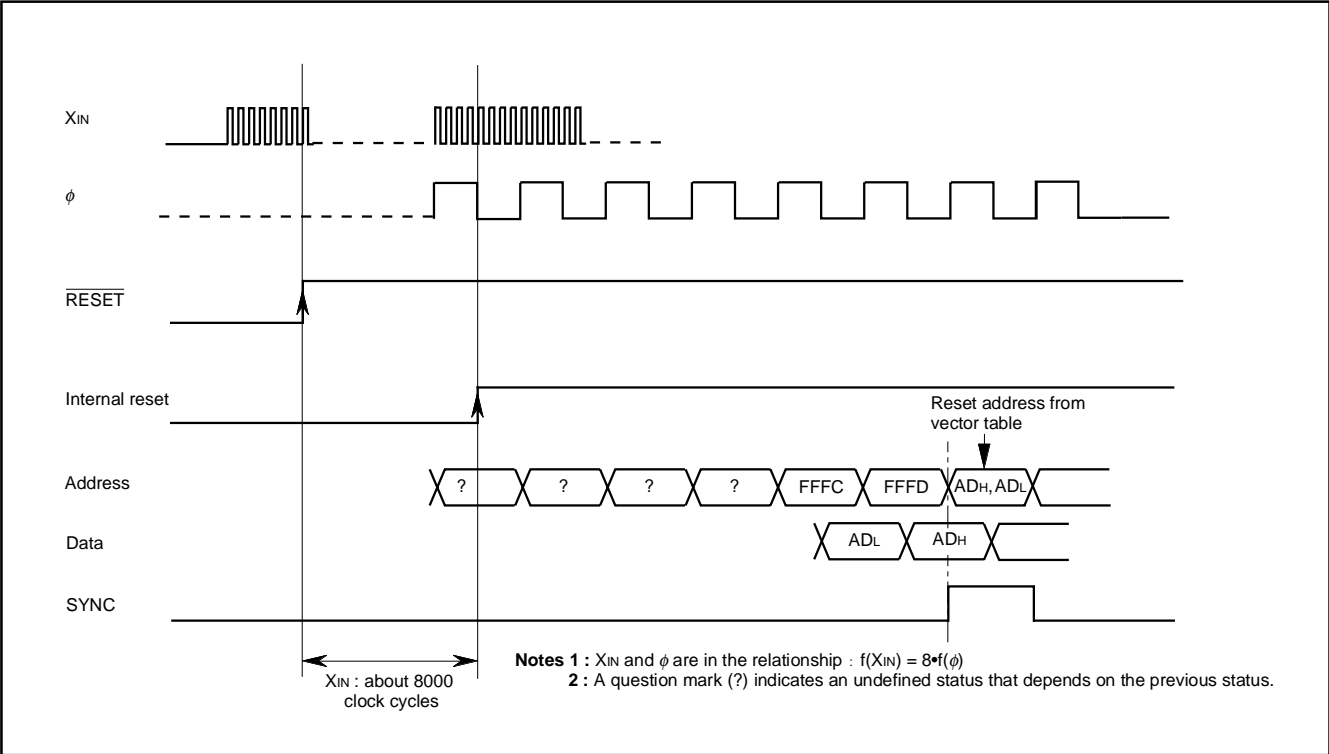 XIN
ϕ
RESET
Internal reset
Reset address from
vector table
Address
? ? ? ? FFFC FFFD ADH, ADL
Data
ADL ADH
SYNC
XIN : about 8000
clock cycles
Notes 1 : XIN and ϕ are in the relationship : f(XIN) = 8•f(ϕ)
2 : A question mark (?) indicates an undefined status that depends on the previous status.